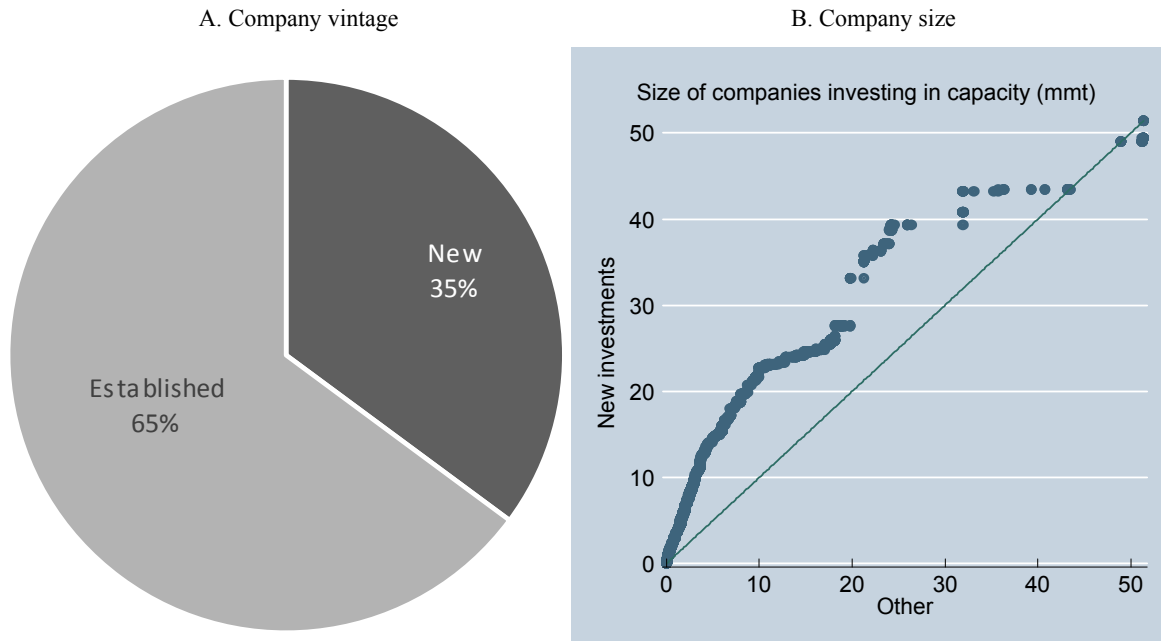 A. Company vintage
New
35%
Established
65%
B. Company size
Size of companies investing in capacity (mmt)
New investments
50
40
30
20
10
0
0 10 20 30 40 50
Other